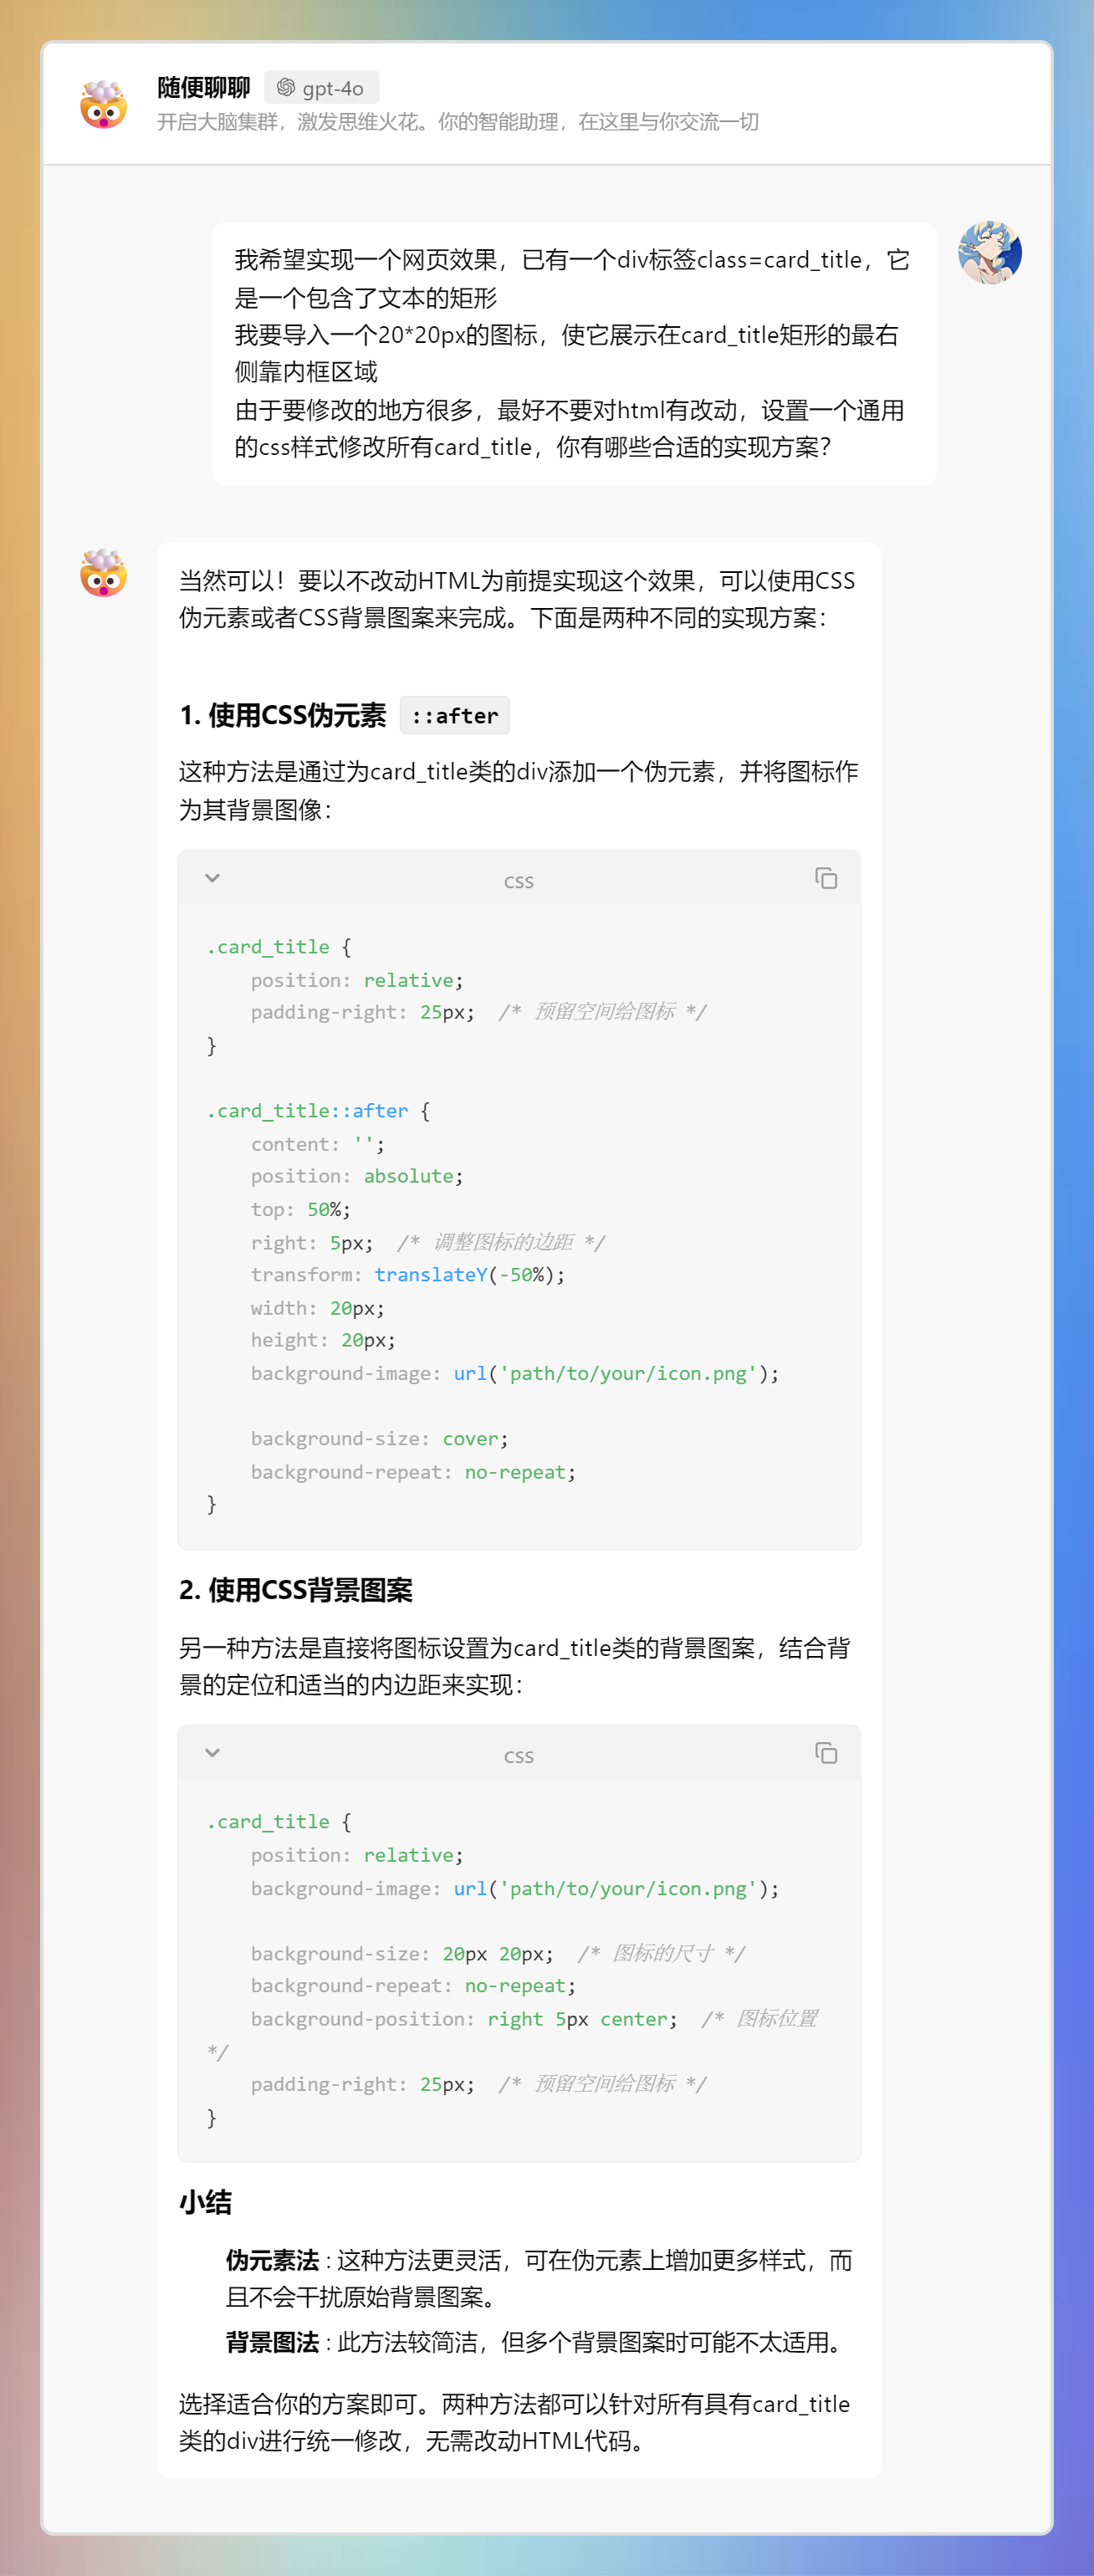 随便聊聊 gpt-4o
开启大脑集群，激发思维火花。你的智能助理，在这里与你交流一切
我希望实现一个网页效果，已有一个div标签class=card_title，它
是一个包含了文本的矩形
我要导入一个20*20px的图标，使它展示在card_title矩形的最右
侧靠内框区域
由于要修改的地方很多，最好不要对html有改动，设置一个通用
的css样式修改所有card_title，你有哪些合适的实现方案？
当然可以！要以不改动HTML为前提实现这个效果，可以使用CSS
伪元素或者CSS背景图案来完成。下面是两种不同的实现方案：
1. 使用CSS伪元素 ::after
这种方法是通过为card_title类的div添加一个伪元素，并将图标作
为其背景图像：
css
.card_title {
    position: relative;
    padding-right: 25px;  /* 预留空间给图标 */
}
.card_title::after {
    content: '';
    position: absolute;
    top: 50%;
    right: 5px;  /* 调整图标的边距 */
    transform: translateY(-50%);
    width: 20px;
    height: 20px;
    background-image: url('path/to/your/icon.png');
    background-size: cover;
    background-repeat: no-repeat;
}
2. 使用CSS背景图案
另一种方法是直接将图标设置为card_title类的背景图案，结合背
景的定位和适当的内边距来实现：
css
.card_title {
    position: relative;
    background-image: url('path/to/your/icon.png');
    background-size: 20px 20px;  /* 图标的尺寸 */
    background-repeat: no-repeat;
    background-position: right 5px center;  /* 图标位置
*/
    padding-right: 25px;  /* 预留空间给图标 */
}
小结
伪元素法 : 这种方法更灵活，可在伪元素上增加更多样式，而
且不会干扰原始背景图案。
背景图法 : 此方法较简洁，但多个背景图案时可能不太适用。
选择适合你的方案即可。两种方法都可以针对所有具有card_title
类的div进行统一修改，无需改动HTML代码。